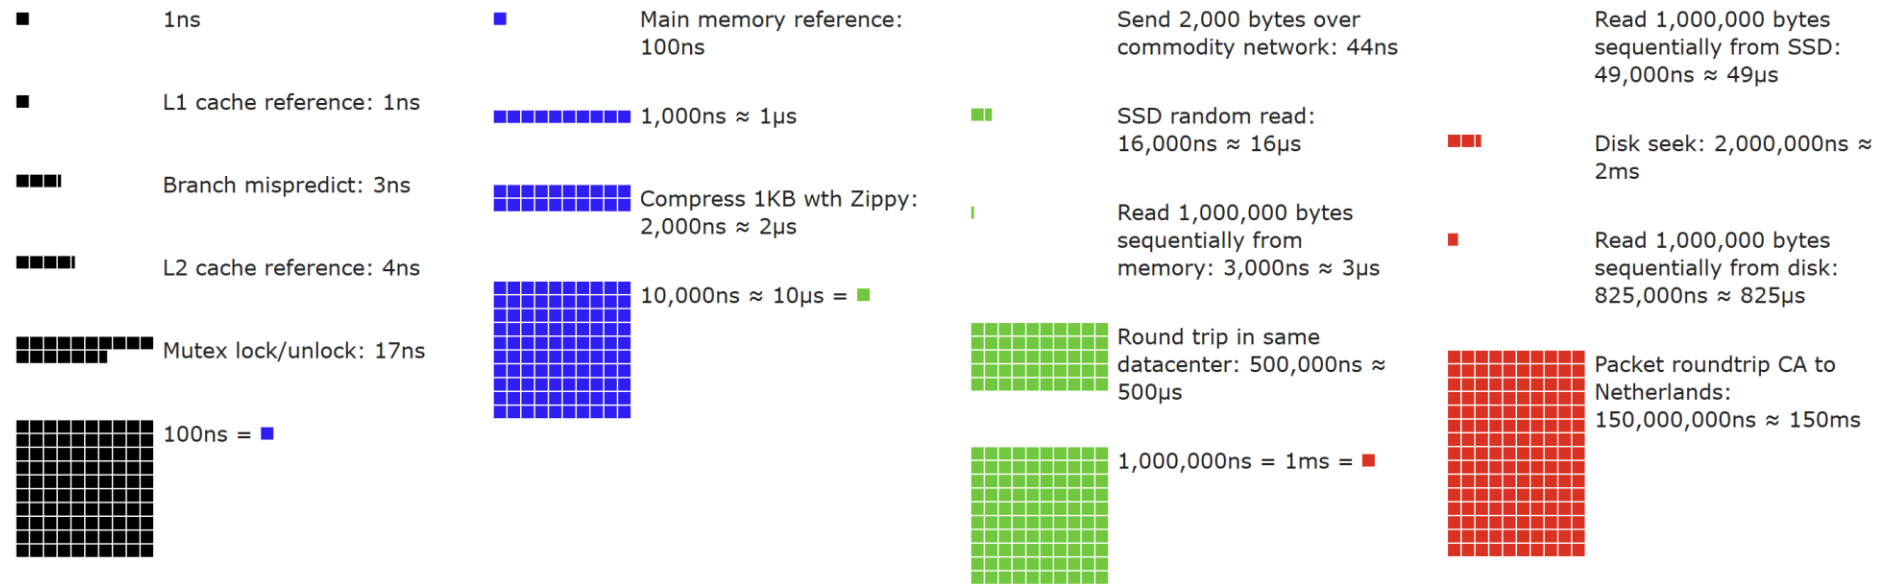 1ns
L1 cache reference: 1ns
Branch mispredict: 3ns
L2 cache reference: 4ns
Mutex lock/unlock: 17ns
100ns =
Main memory reference:
100ns
1,000ns ≈ 1μs
Compress 1KB wth Zippy:
2,000ns ≈ 2μs
10,000ns ≈ 10μs =
Send 2,000 bytes over
commodity network: 44ns
SSD random read:
16,000ns ≈ 16μs
Read 1,000,000 bytes
sequentially from
memory: 3,000ns ≈ 3μs
Round trip in same
datacenter: 500,000ns ≈
500μs
1,000,000ns = 1ms =
Read 1,000,000 bytes
sequentially from SSD:
49,000ns ≈ 49μs
Disk seek: 2,000,000ns ≈
2ms
Read 1,000,000 bytes
sequentially from disk:
825,000ns ≈ 825μs
Packet roundtrip CA to
Netherlands:
150,000,000ns ≈ 150ms